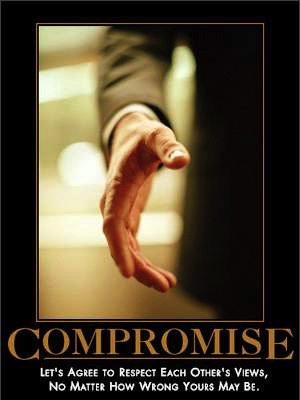 COMPROMISE
LET'S AGREE TO RESPECT EACH OTHER'S VIEWS,
NO MATTER HOW WRONG YOURS MAY BE.